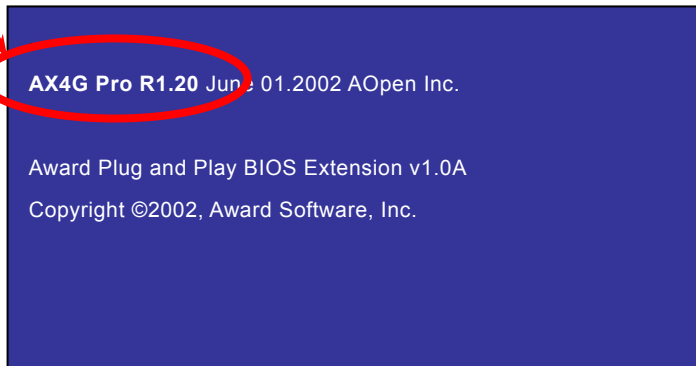 AX4G Pro R1.20 June 01.2002 AOpen Inc.
Award Plug and Play BIOS Extension v1.0A
Copyright ©2002, Award Software, Inc.